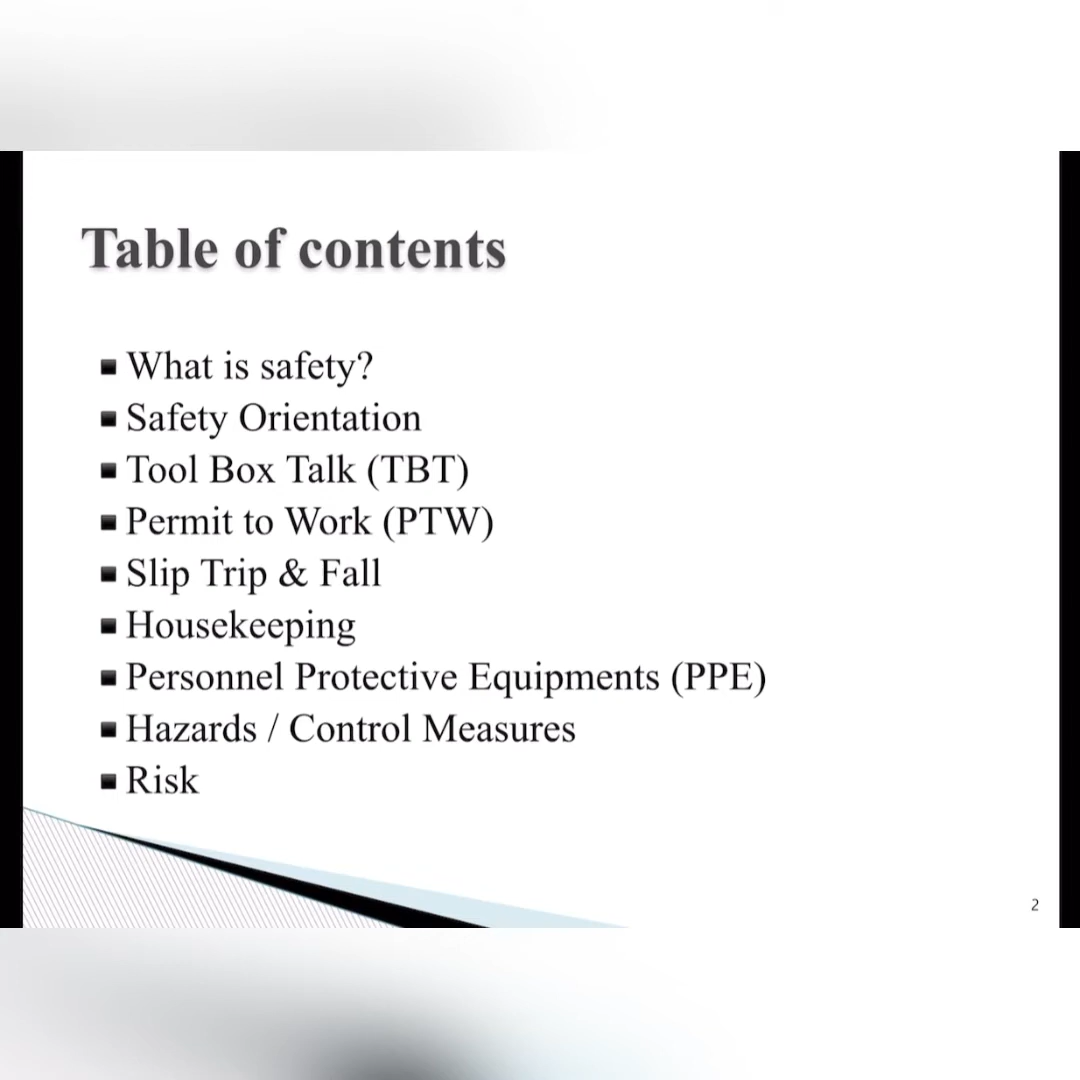 Table of contents
What is safety?
Safety Orientation
Tool Box Talk (TBT)
Permit to Work (PTW)
Slip Trip & Fall
Housekeeping
Personnel Protective Equipments (PPE)
Hazards / Control Measures
Risk
2